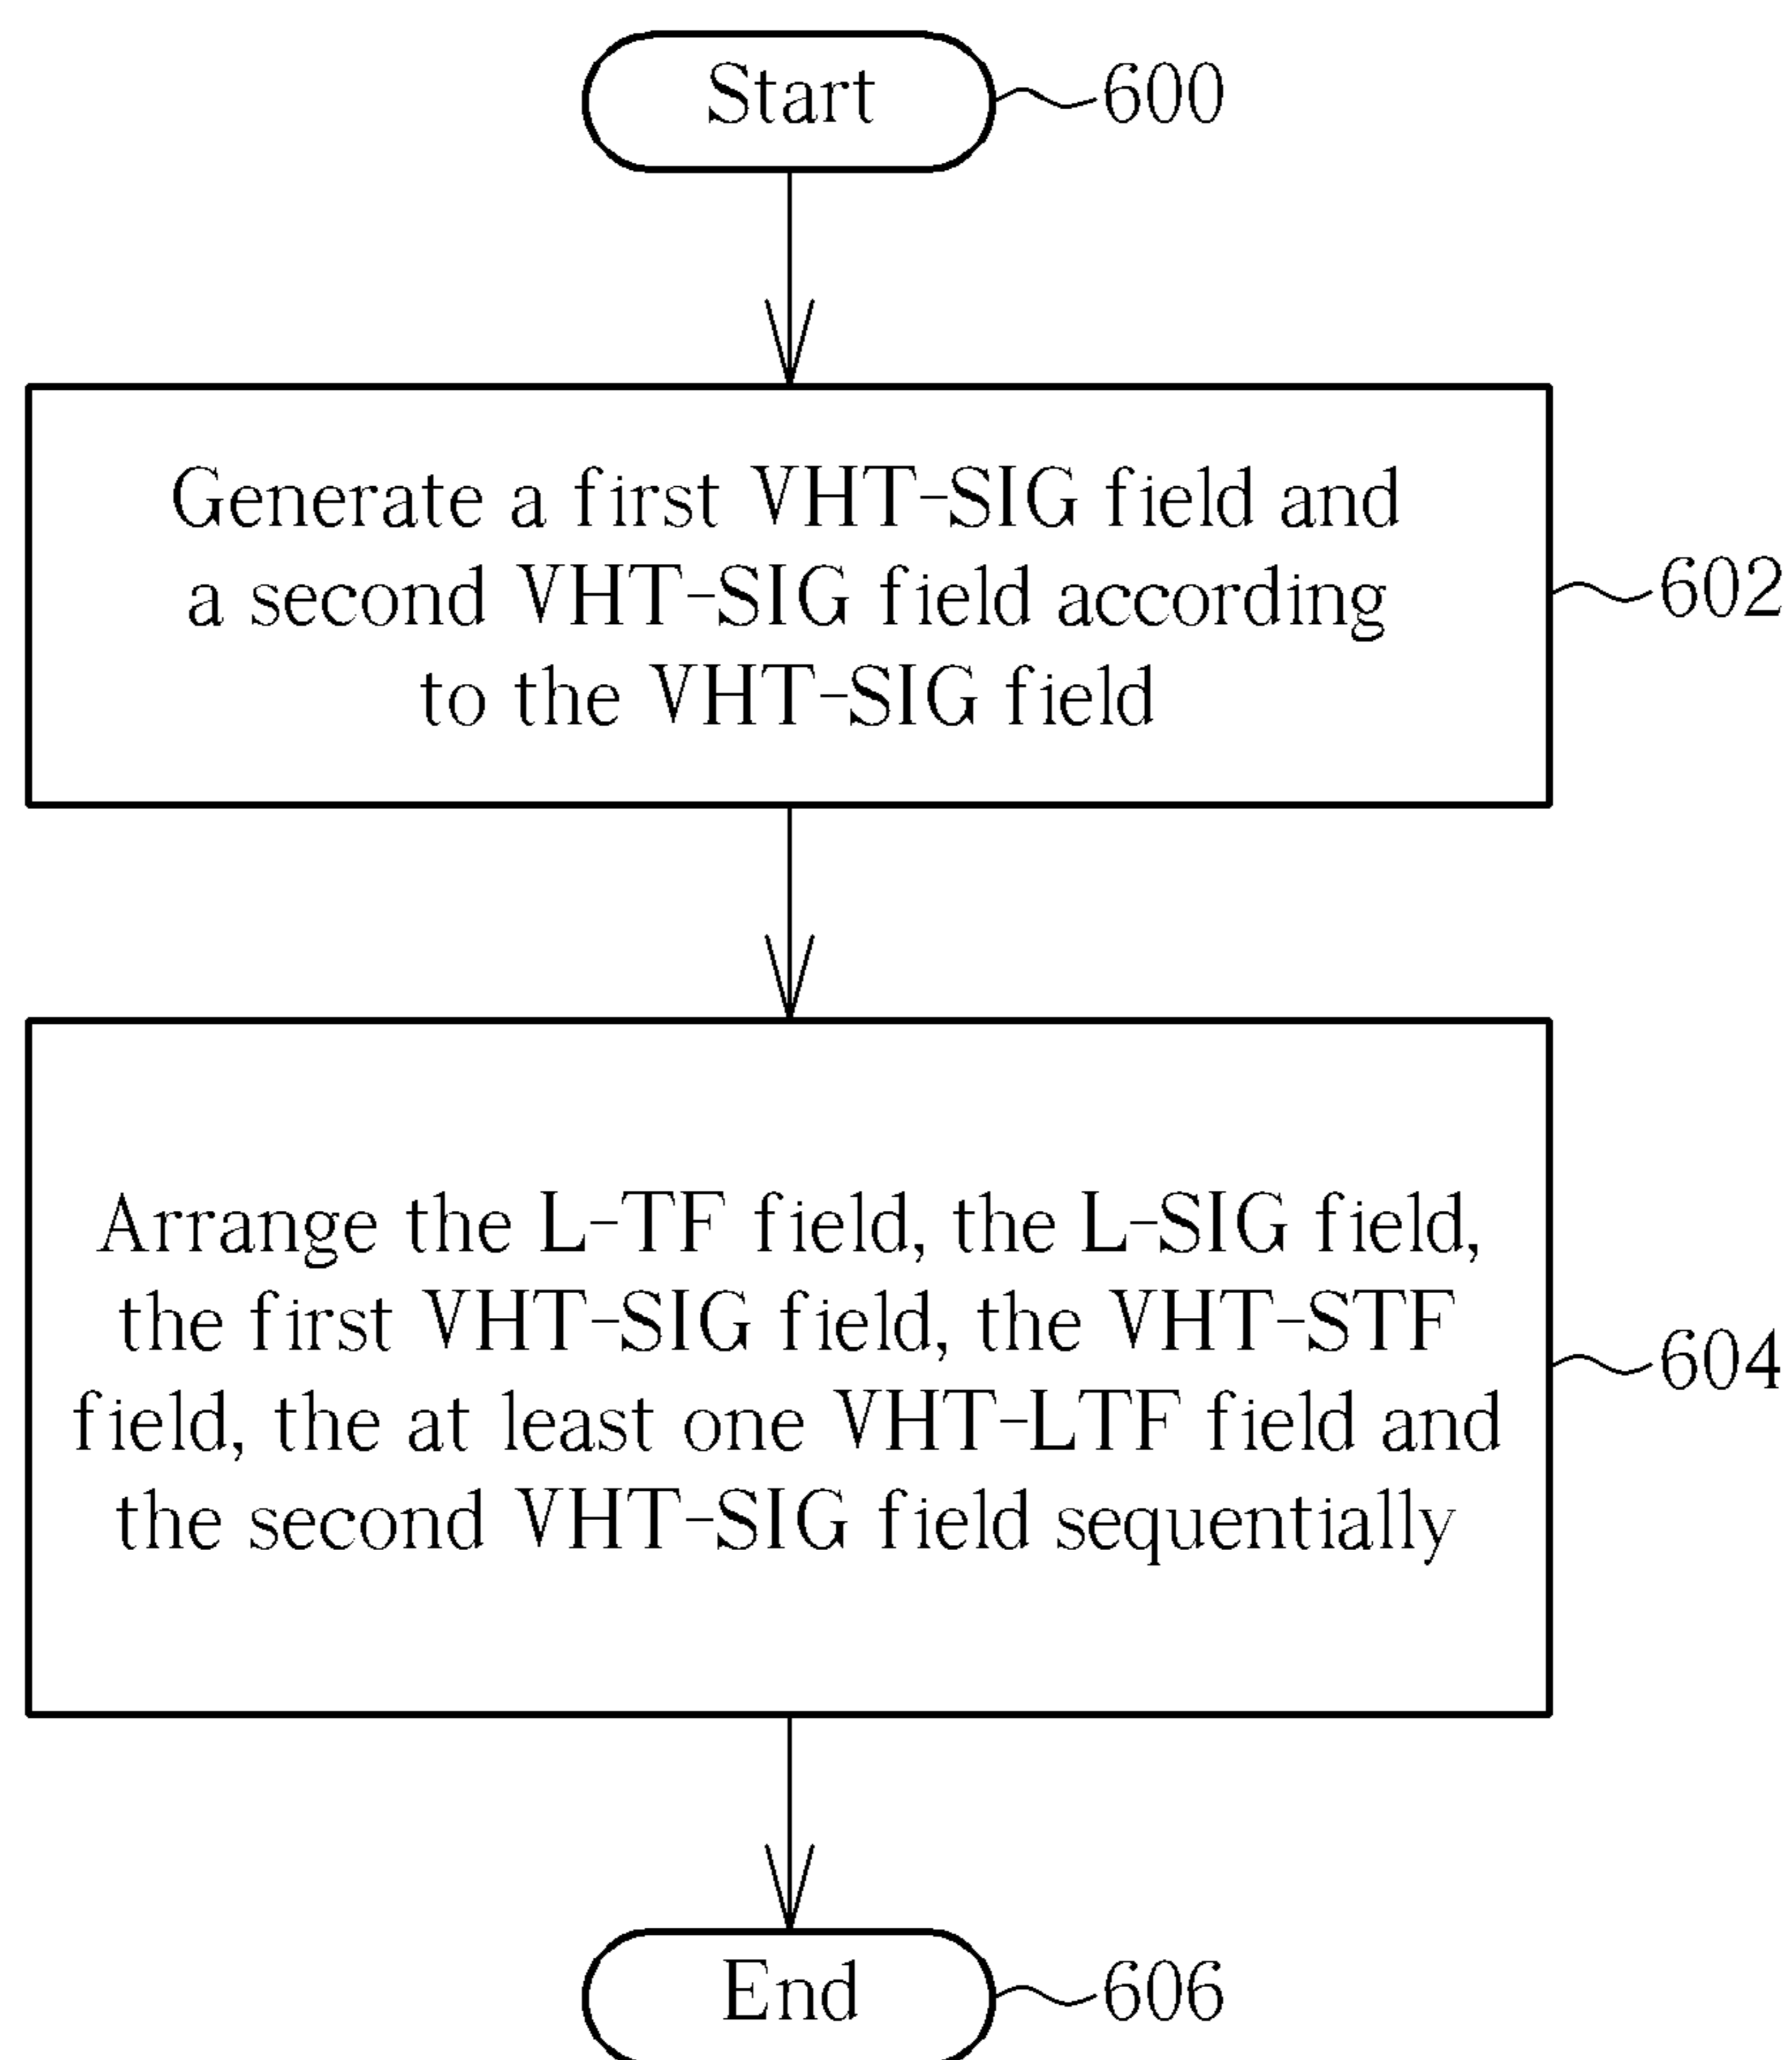 Start
600
Generate a first VHT-SIG field and
a second VHT-SIG field according
to the VHT-SIG field
602
Arrange the L-TF field, the L-SIG field,
the first VHT-SIG field, the VHT-STF
field, the at least one VHT-LTF field and
the second VHT-SIG field sequentially
604
End
606